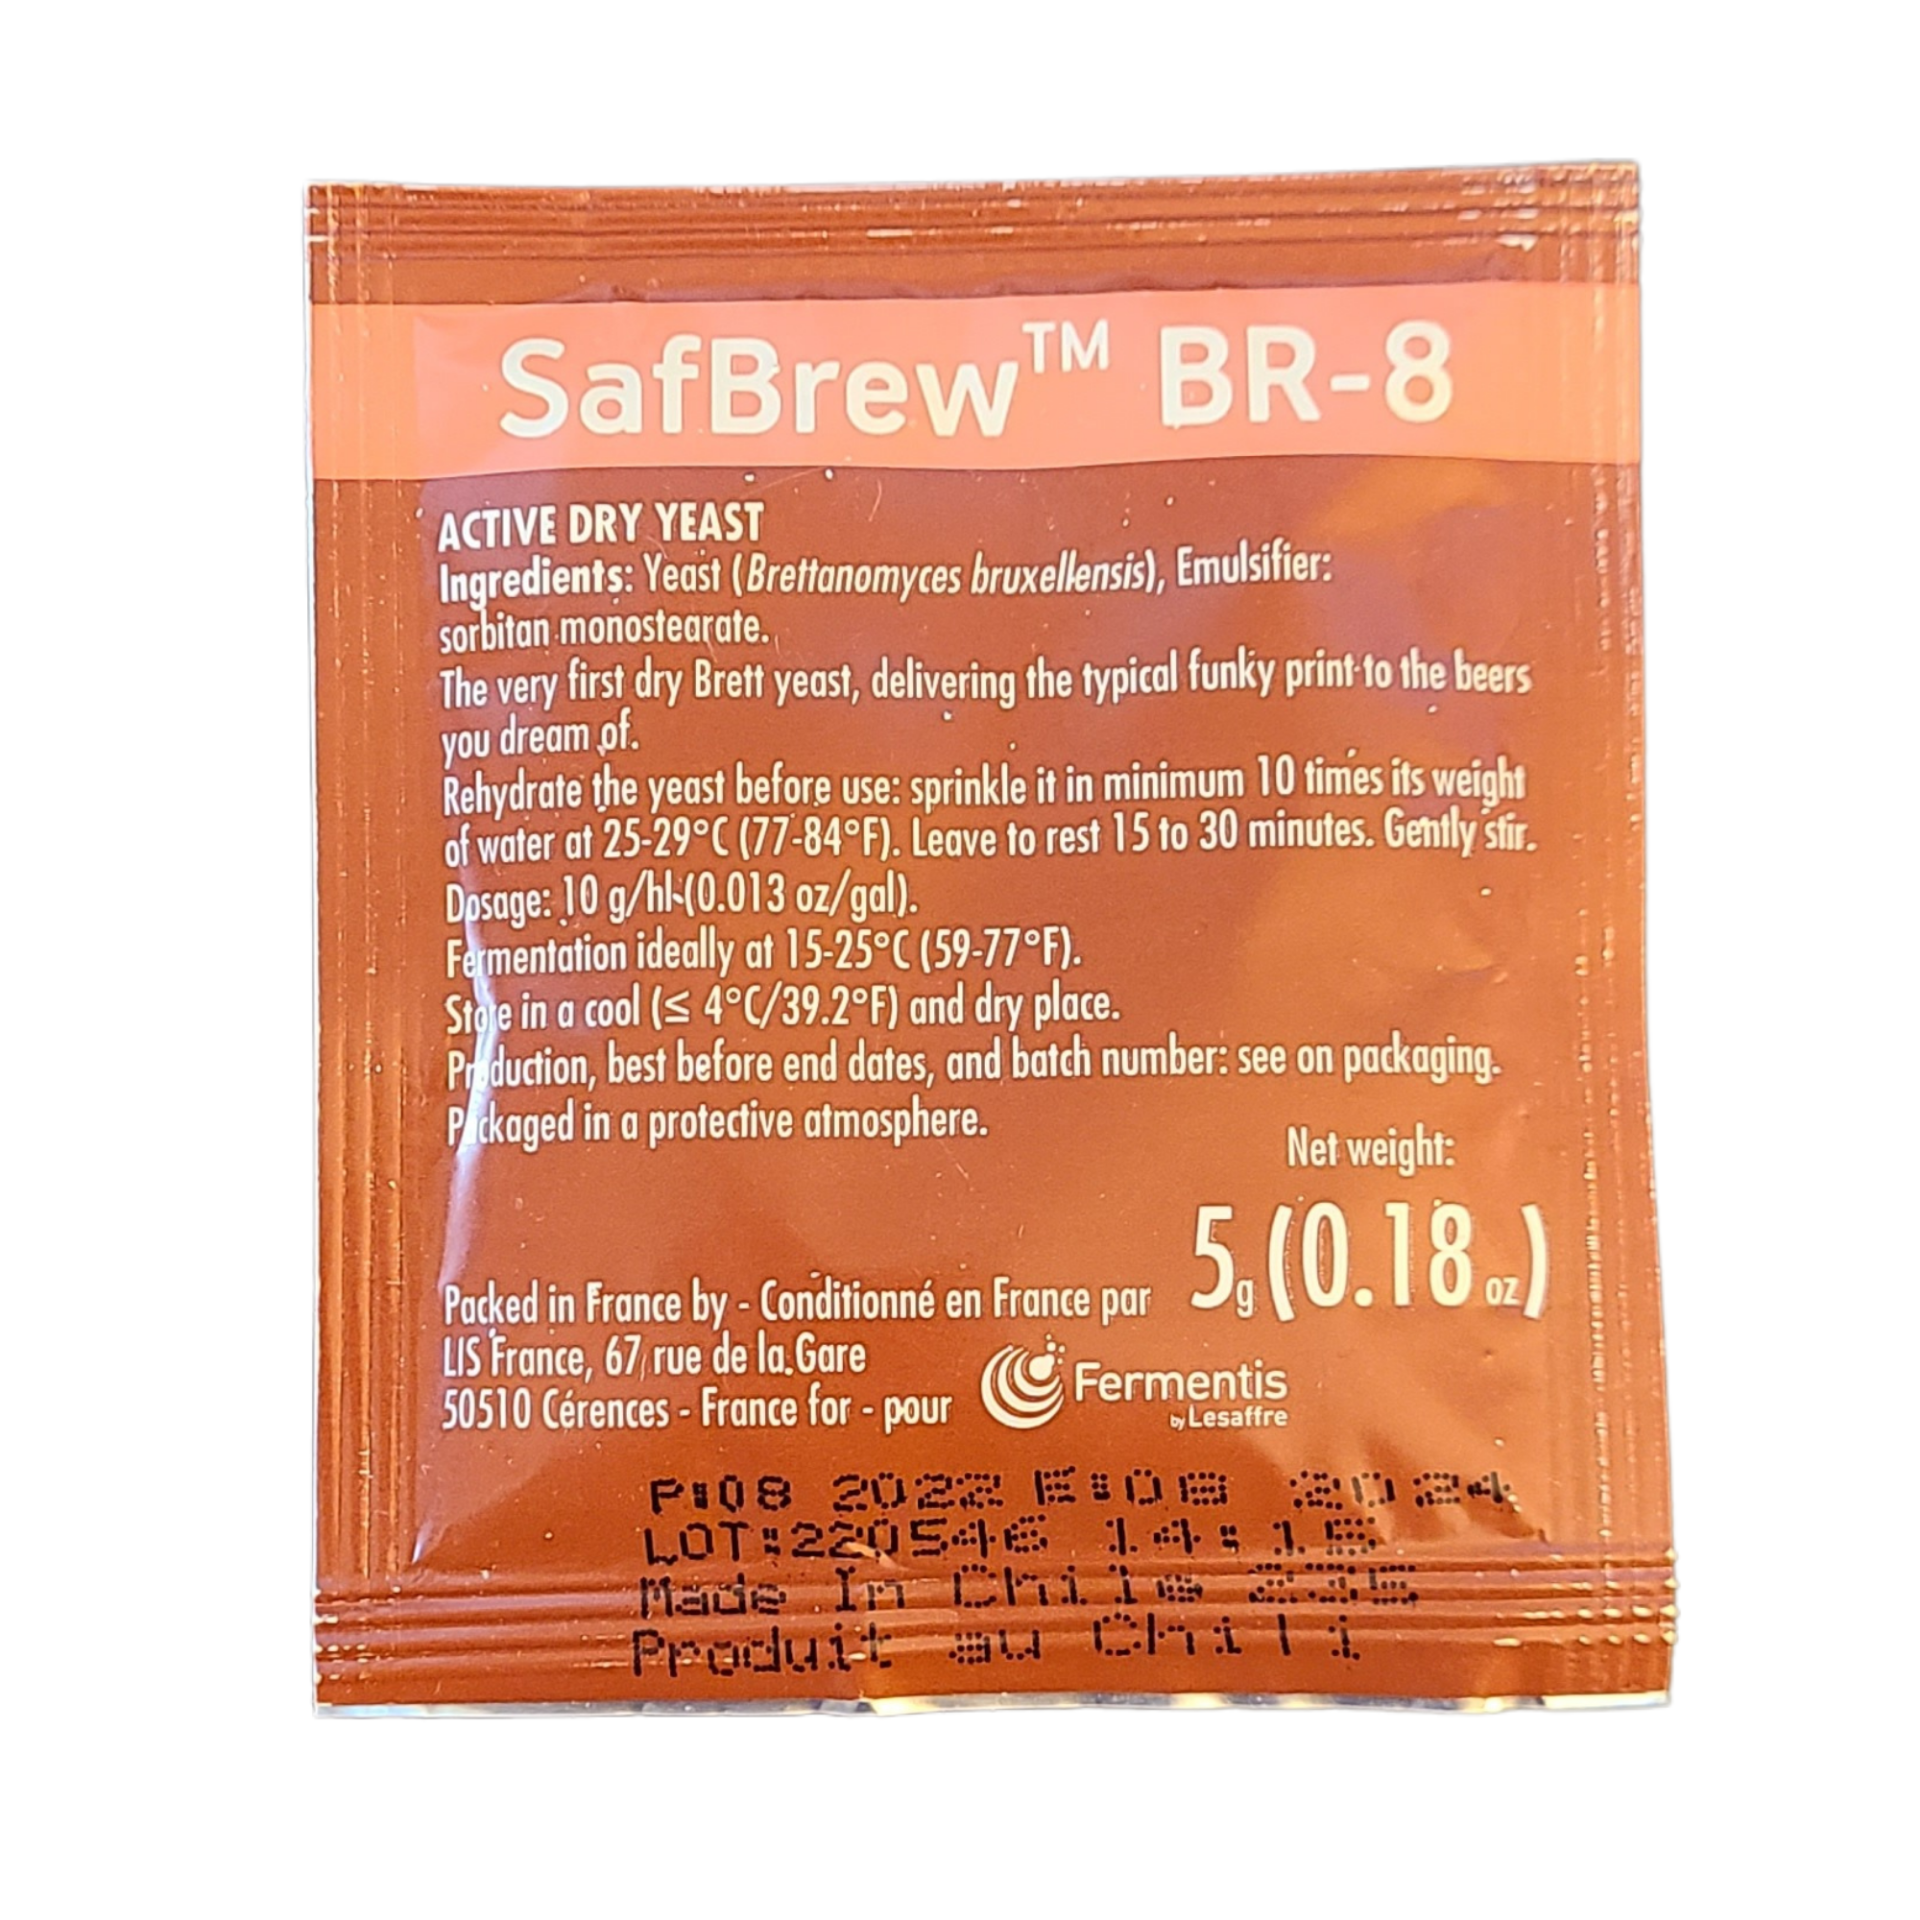 SafBrew™ BR-8
ACTIVE DRY YEAST
Ingredients: Yeast (Brettanomyces bruxellensis), Emulsifier:
sorbitan monostearate.
The very first dry Brett yeast, delivering the typical funky print to the beers
you dream of.
Rehydrate the yeast before use: sprinkle it in minimum 10 times its weight
of water at 25-29°C (77-84°F). Leave to rest 15 to 30 minutes. Gently stir.
Dosage: 10 g/hl (0.013 oz/gal).
Fermentation ideally at 15-25°C (59-77°F).
Store in a cool (≤ 4°C/39.2°F) and dry place.
Production, best before end dates, and batch number: see on packaging.
Packaged in a protective atmosphere.
Net weight:
5g (0.18 oz)
Packed in France by - Conditionné en France par
LIS France, 67, rue de la Gare
50510 Cérences - France for - pour
Fermentis
by Lesaffre
P:08 2022 E:08 2024
LOT:220546 14:15
Made In Chile 235
Produit au Chili